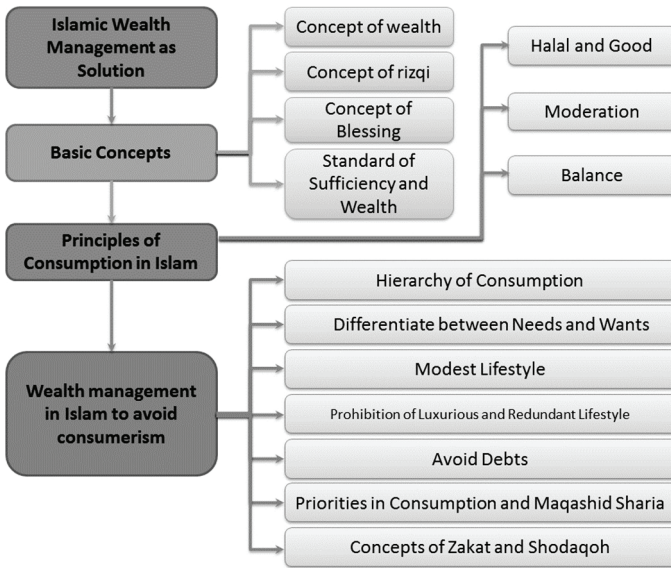 Islamic Wealth
Management as
Solution
Basic Concepts
Concept of wealth
Concept of rizqi
Concept of
Blessing
Standard of
Sufficiency and
Wealth
Principles of
Consumption in Islam
Halal and Good
Moderation
Balance
Wealth management
in Islam to avoid
consumerism
Hierarchy of Consumption
Differentiate between Needs and Wants
Modest Lifestyle
Prohibition of Luxurious and Redundant Lifestyle
Avoid Debts
Priorities in Consumption and Maqashid Sharia
Concepts of Zakat and Shodaqoh